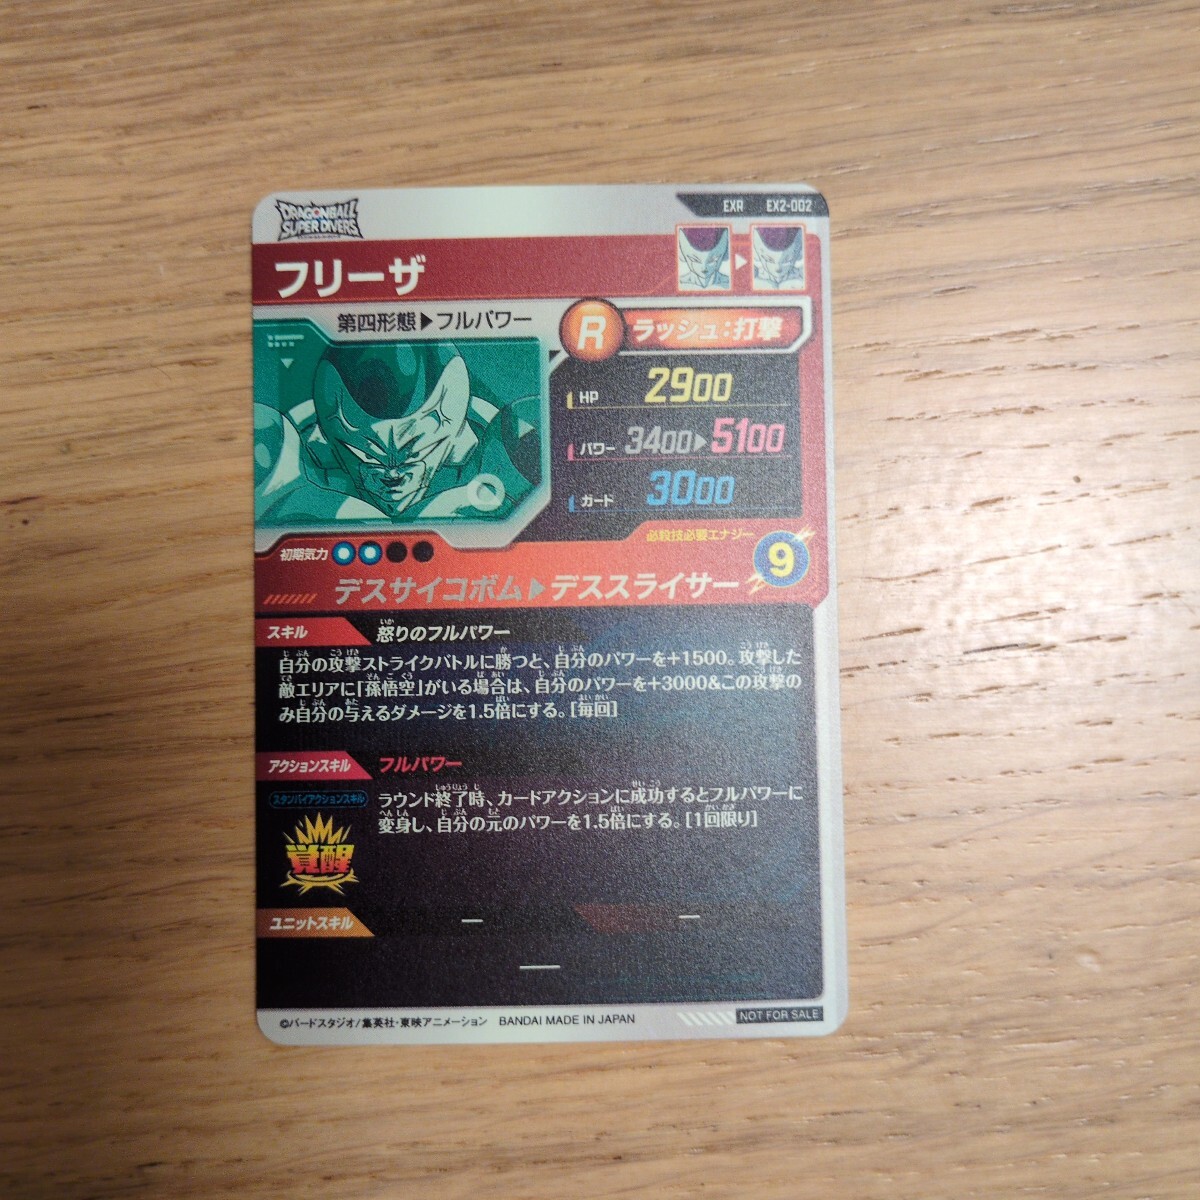 DRAGONBALL
SUPER DIVERS
EXR EX2-002
フリーザ
第四形態▶フルパワー
R ラッシュ:打撃
HP 2900
パワー 3400▶5100
カード 3000
必殺技必要エナジー
9
初期気力
デスサイコボム▶デススライサー
スキル 怒りのフルパワー
自分の攻撃ストライクバトルに勝つと、自分のパワーを+1500。攻撃した
敵エリアに「孫悟空」がいる場合は、自分のパワーを+3000&この攻撃の
み自分の与えるダメージを1.5倍にする。[毎回]
アクションスキル フルパワー
スタンバイアクションスキル
覚醒
ラウンド終了時、カードアクションに成功するとフルパワーに
変身し、自分の元のパワーを1.5倍にする。[1回限り]
ユニットスキル ー ー
ー
©バードスタジオ/集英社・東映アニメーション BANDAI MADE IN JAPAN
NOT FOR SALE